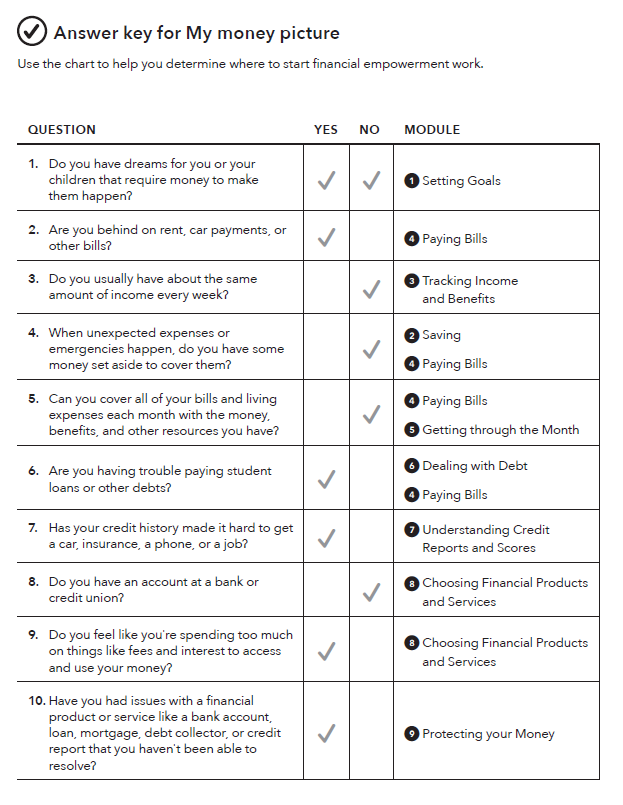 Answer key for My money picture
Use the chart to help you determine where to start financial empowerment work.
QUESTION YES NO MODULE
1. Do you have dreams for you or your
children that require money to make
them happen?
1 Setting Goals
2. Are you behind on rent, car payments, or
other bills?
4 Paying Bills
3. Do you usually have about the same
amount of income every week?
3 Tracking Income
and Benefits
4. When unexpected expenses or
emergencies happen, do you have some
money set aside to cover them?
2 Saving
4 Paying Bills
5. Can you cover all of your bills and living
expenses each month with the money,
benefits, and other resources you have?
4 Paying Bills
5 Getting through the Month
6. Are you having trouble paying student
loans or other debts?
6 Dealing with Debt
4 Paying Bills
7. Has your credit history made it hard to get
a car, insurance, a phone, or a job?
7 Understanding Credit
Reports and Scores
8. Do you have an account at a bank or
credit union?
8 Choosing Financial Products
and Services
9. Do you feel like you're spending too much
on things like fees and interest to access
and use your money?
8 Choosing Financial Products
and Services
10. Have you had issues with a financial
product or service like a bank account,
loan, mortgage, debt collector, or credit
report that you haven't been able to
resolve?
9 Protecting your Money